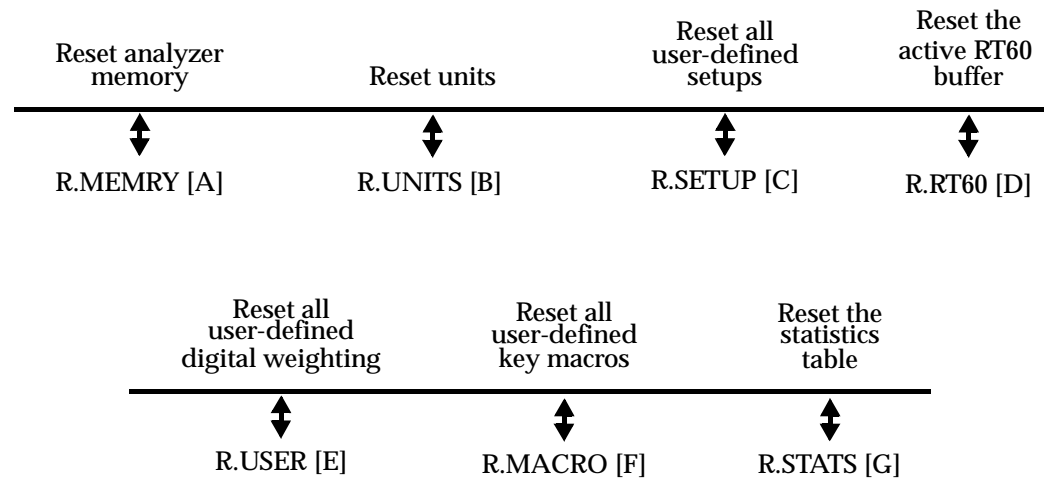 Reset analyzer
memory
Reset units
Reset all
user-defined
setups
Reset the
active RT60
buffer
R.MEMRY [A]
R.UNITS [B]
R.SETUP [C]
R.RT60 [D]
Reset all
user-defined
digital weighting
Reset all
user-defined
key macros
Reset the
statistics
table
R.USER [E]
R.MACRO [F]
R.STATS [G]